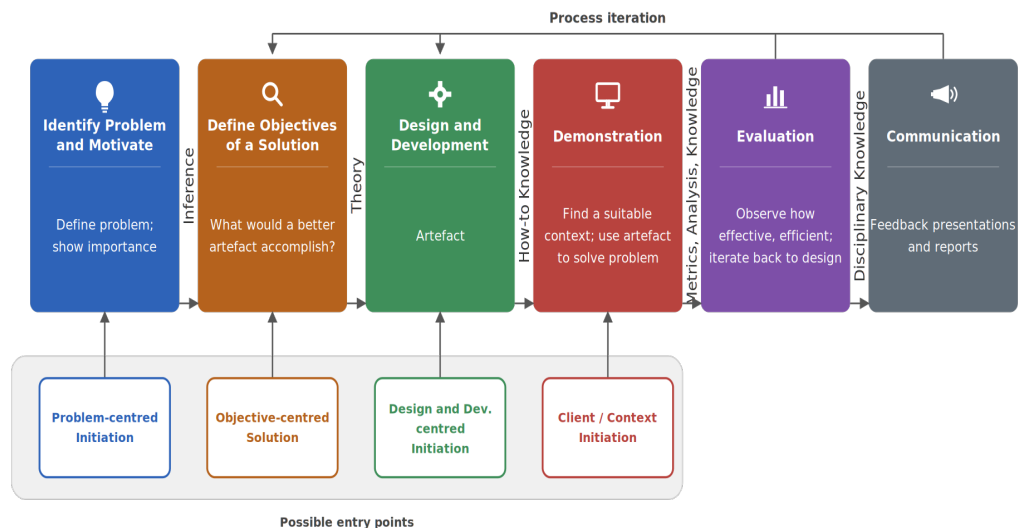 Process iteration
Identify Problem
and Motivate
Define problem;
show importance
Inference
Define Objectives
of a Solution
What would a better
artefact accomplish?
Theory
Design and
Development
Artefact
How-to Knowledge
Demonstration
Find a suitable
context; use artefact
to solve problem
Metrics, Analysis, Knowledge
Evaluation
Observe how
effective, efficient;
iterate back to design
Disciplinary Knowledge
Communication
Feedback presentations
and reports
Problem-centred
Initiation
Objective-centred
Solution
Design and Dev.
centred
Initiation
Client / Context
Initiation
Possible entry points